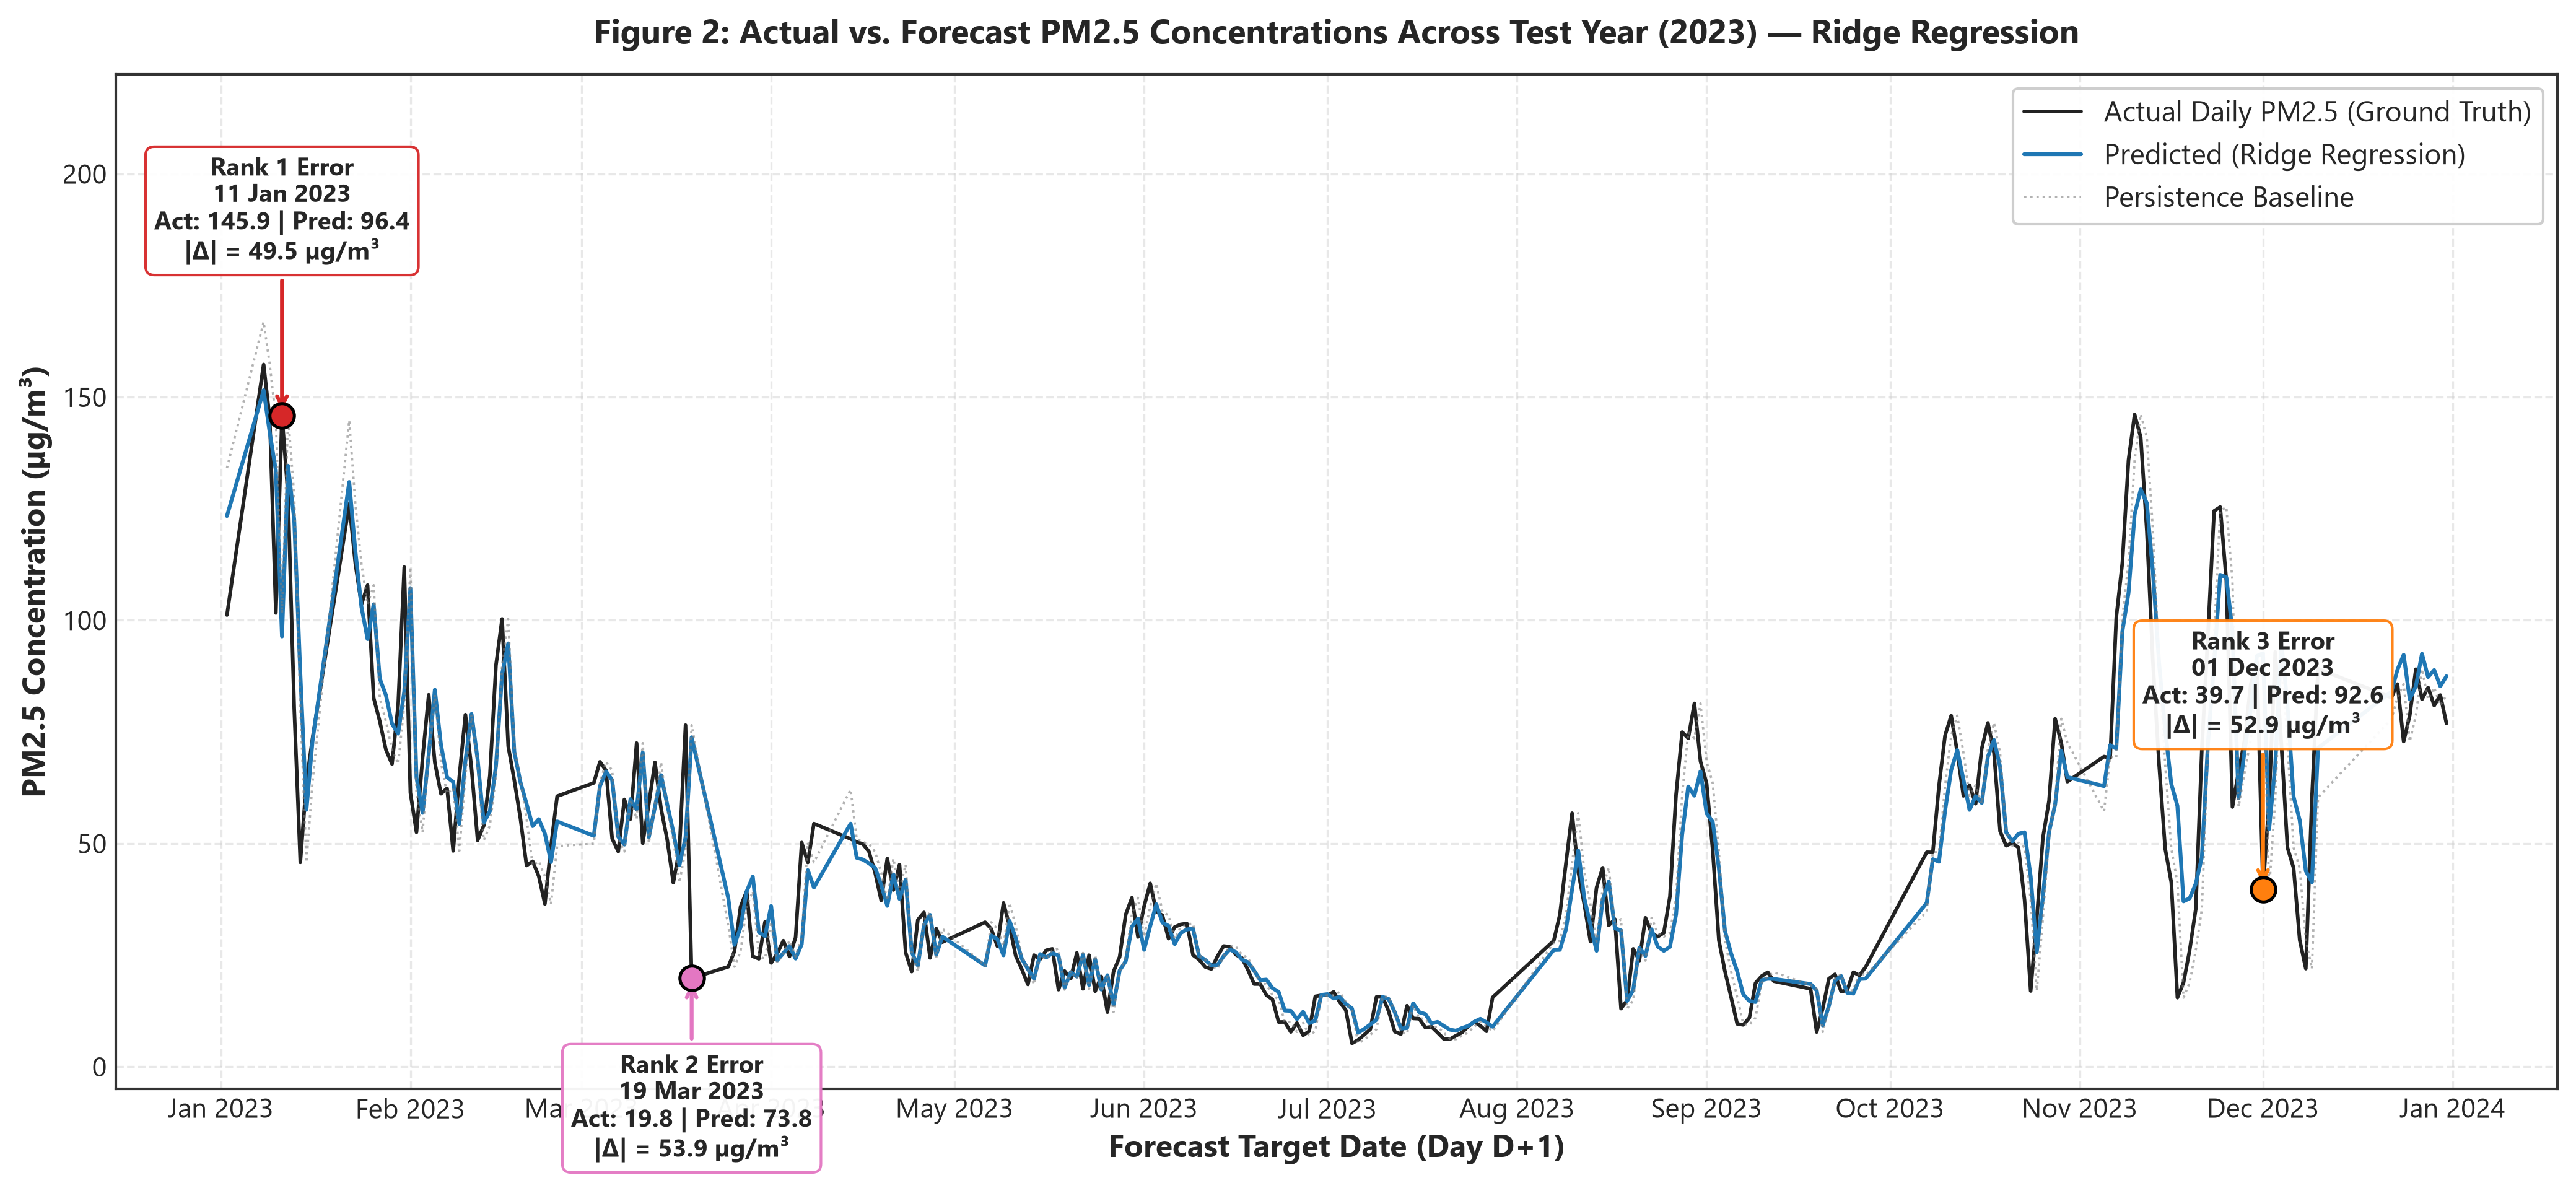 Figure 2: Actual vs. Forecast PM2.5 Concentrations Across Test Year (2023) — Ridge Regression
Actual Daily PM2.5 (Ground Truth)
Predicted (Ridge Regression)
Persistence Baseline
Rank 1 Error
11 Jan 2023
Act: 145.9 | Pred: 96.4
|Δ| = 49.5 µg/m³
Rank 3 Error
01 Dec 2023
Act: 39.7 | Pred: 92.6
|Δ| = 52.9 µg/m³
Rank 2 Error
19 Mar 2023
Act: 19.8 | Pred: 73.8
|Δ| = 53.9 µg/m³
PM2.5 Concentration (µg/m³)
200
150
100
50
0
Jan 2023
Feb 2023
Mar 2023
Apr 2023
May 2023
Jun 2023
Jul 2023
Aug 2023
Sep 2023
Oct 2023
Nov 2023
Dec 2023
Jan 2024
Forecast Target Date (Day D+1)